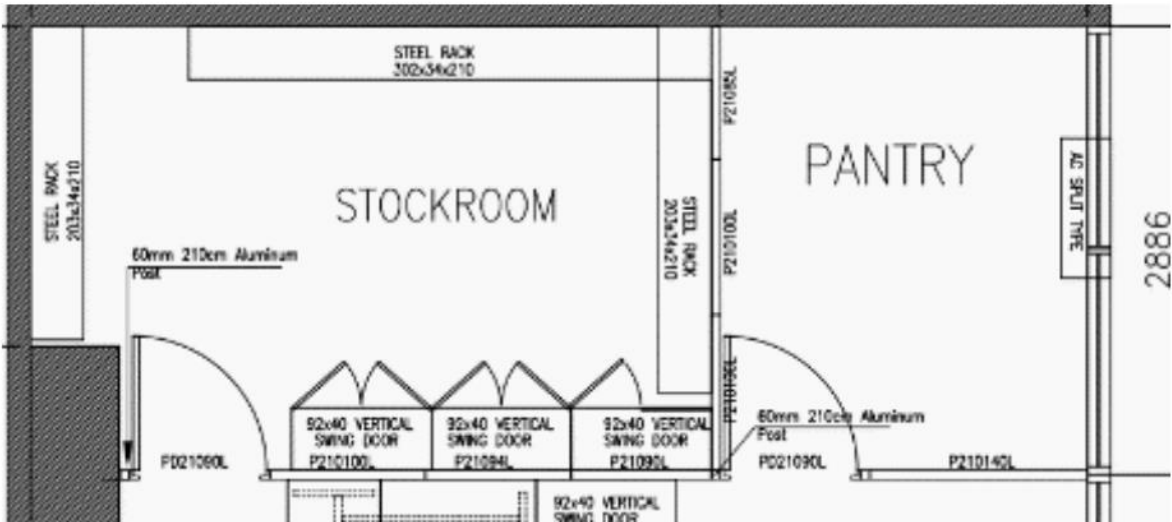 STEEL RACK
302x34x210
P21085L
PANTRY
STEEL RACK
203x34x210
STOCKROOM
STEEL RACK
203x34x210
P210100L
AC SPLIT TYPE
2886
60mm 210cm Aluminum
Post
P210100L
60mm 210cm Aluminum
Post
92x40 VERTICAL
SWING DOOR
92x40 VERTICAL
SWING DOOR
92x40 VERTICAL
SWING DOOR
PD21090L
P210100L
P21094L
P21090L
PD21090L
P210140L
92x40 VERTICAL
SWING DOOR